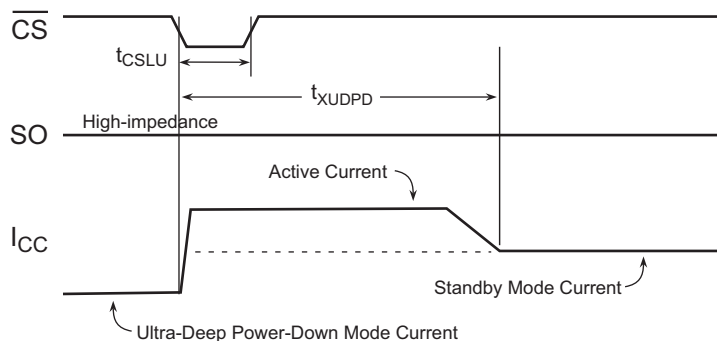 CS
tCSLU
tXUDPD
High-impedance
SO
Active Current
ICC
Standby Mode Current
Ultra-Deep Power-Down Mode Current